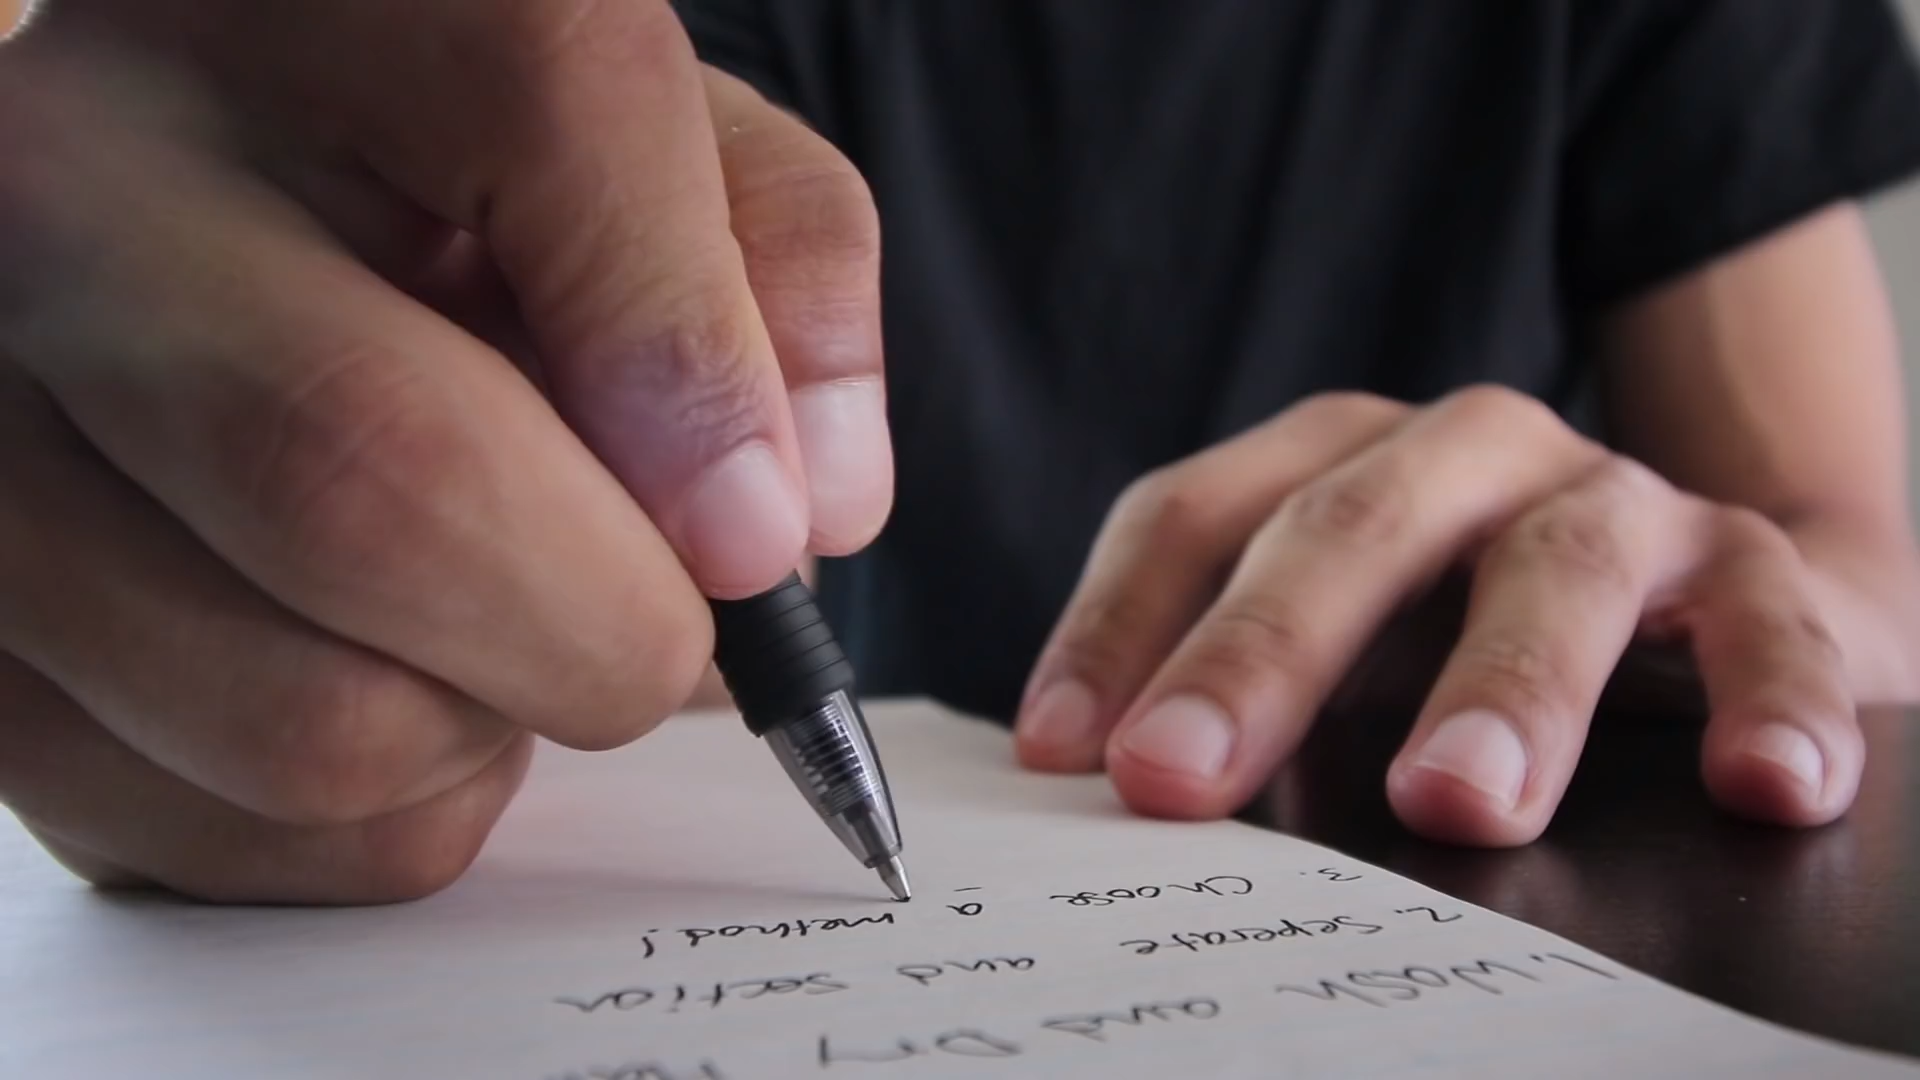 1. Wash and Dry
2. Seperate and section
3. Choose a method!